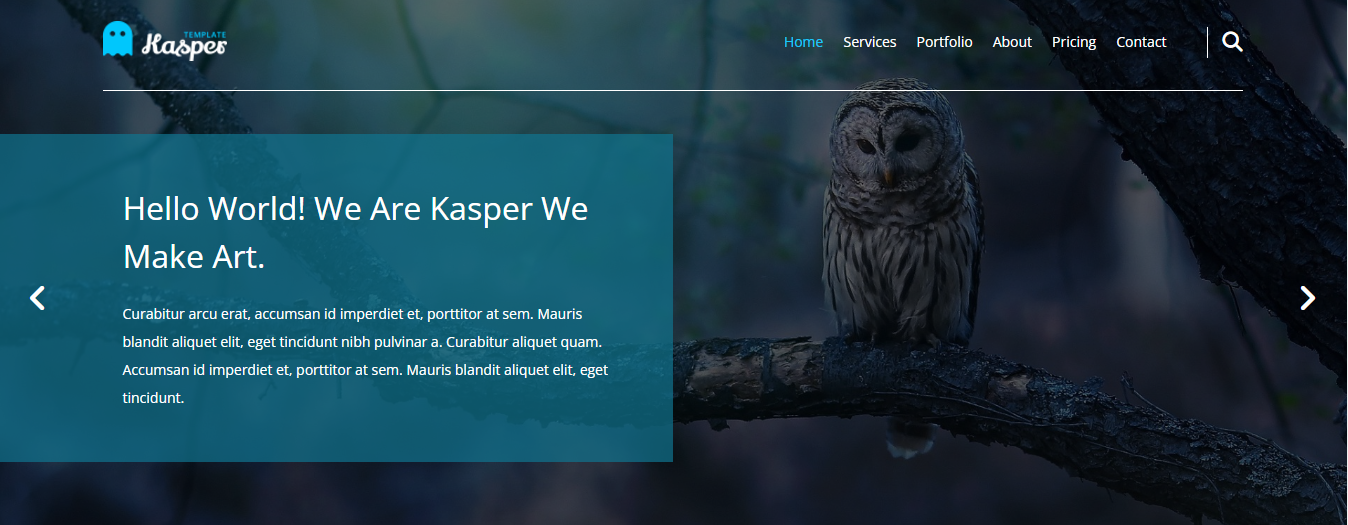 TEMPLATE
Kasper
Home Services Portfolio About Pricing Contact
Hello World! We Are Kasper We
Make Art.
Curabitur arcu erat, accumsan id imperdiet et, porttitor at sem. Mauris
blandit aliquet elit, eget tincidunt nibh pulvinar a. Curabitur aliquet quam.
Accumsan id imperdiet et, porttitor at sem. Mauris blandit aliquet elit, eget
tincidunt.